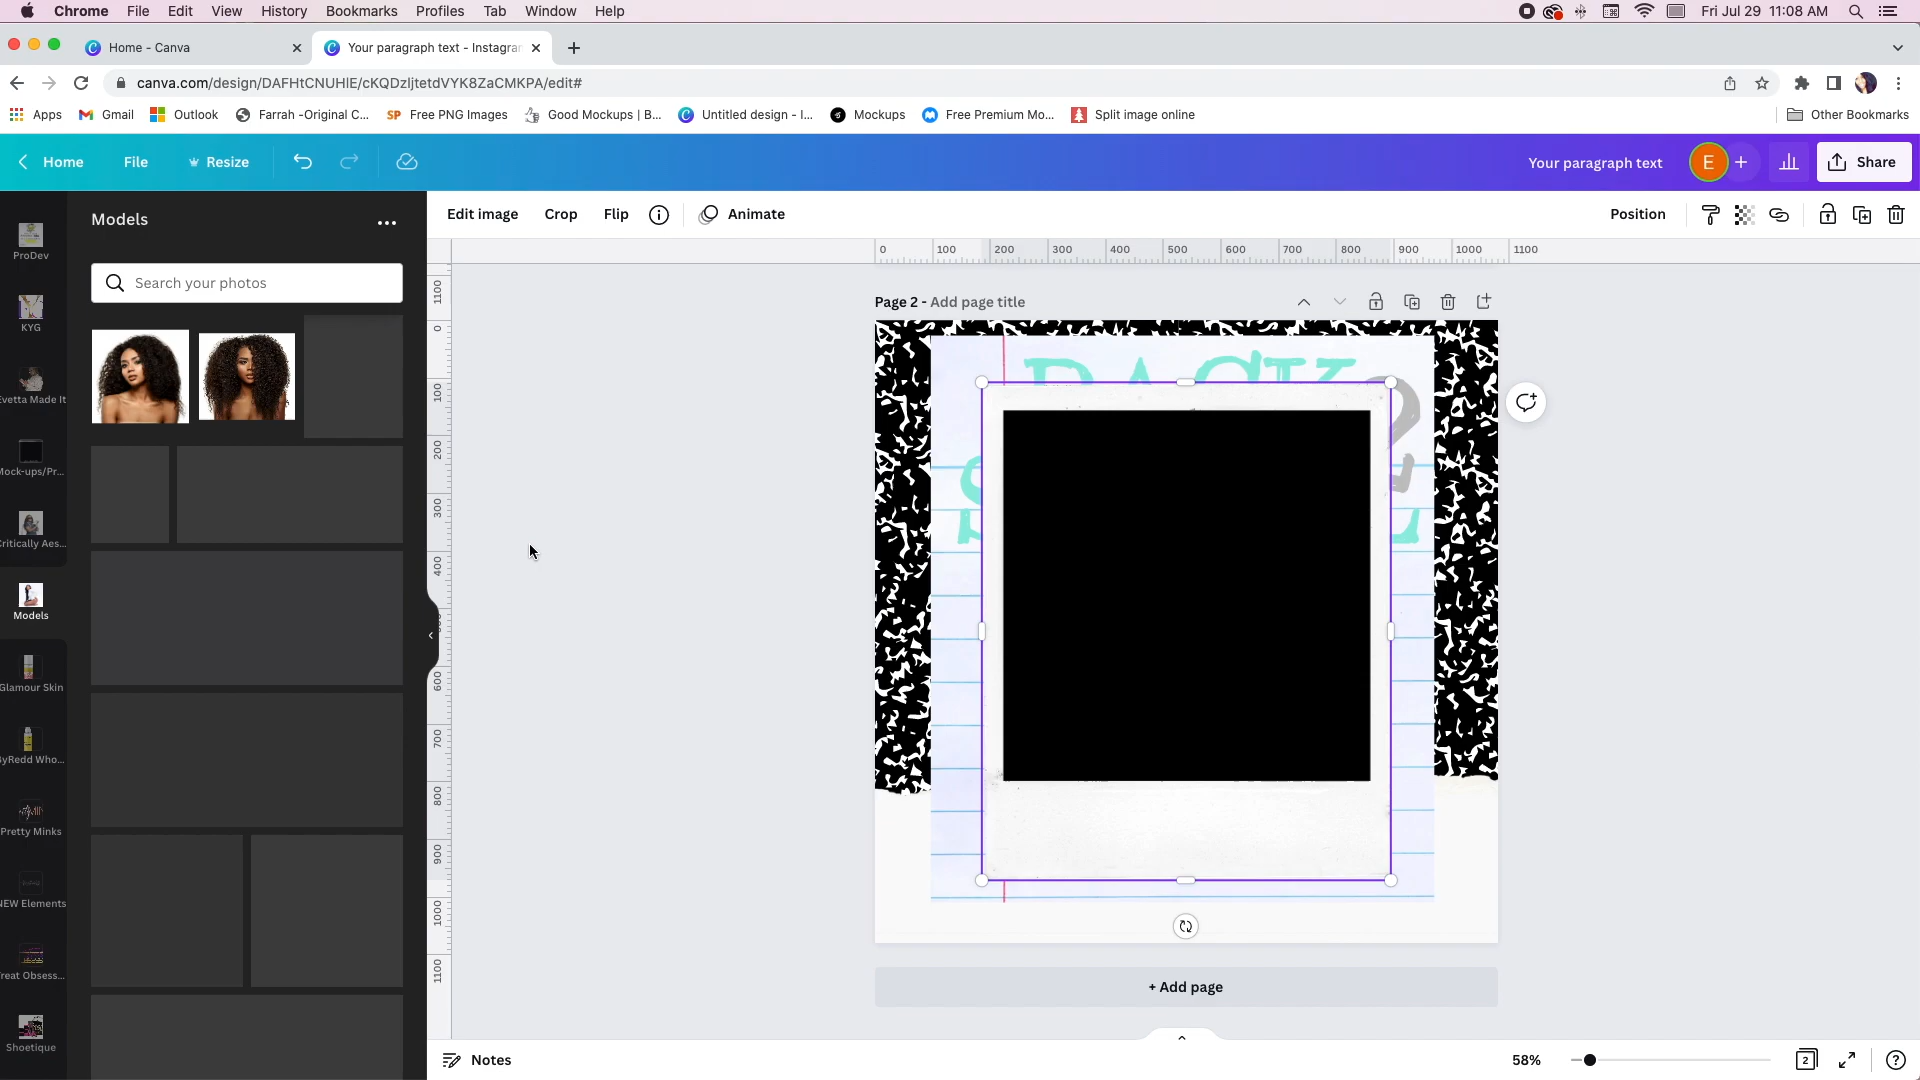 Chrome File Edit View History Bookmarks Profiles Tab Window Help Fri Jul 29 11:08 AM
Home - Canva Your paragraph text - Instagra
canva.com/design/DAFHtCNUHIE/cKQDzljtetdVYK8ZaCMKPA/edit#
Apps Gmail Outlook Farrah -Original C... SP Free PNG Images Good Mockups | B... Untitled design - I... Mockups Free Premium Mo... Split image online Other Bookmarks
Home File Resize Your paragraph text E + Share
Models
Edit image Crop Flip Animate Position
Search your photos
0 100 200 300 400 500 600 700 800 900 1000 1100
1100 0 100 200 300 400 600 700 800 900 1000 1100
Page 2 - Add page title
BACK
ProDev
KYG
Evetta Made It
Mock-ups/Pr...
Critically Aes...
Models
Glamour Skin
ByRedd Who...
Pretty Minks
NEW Elements
Treat Obsess...
Shoetique
+ Add page
Notes 58% 2